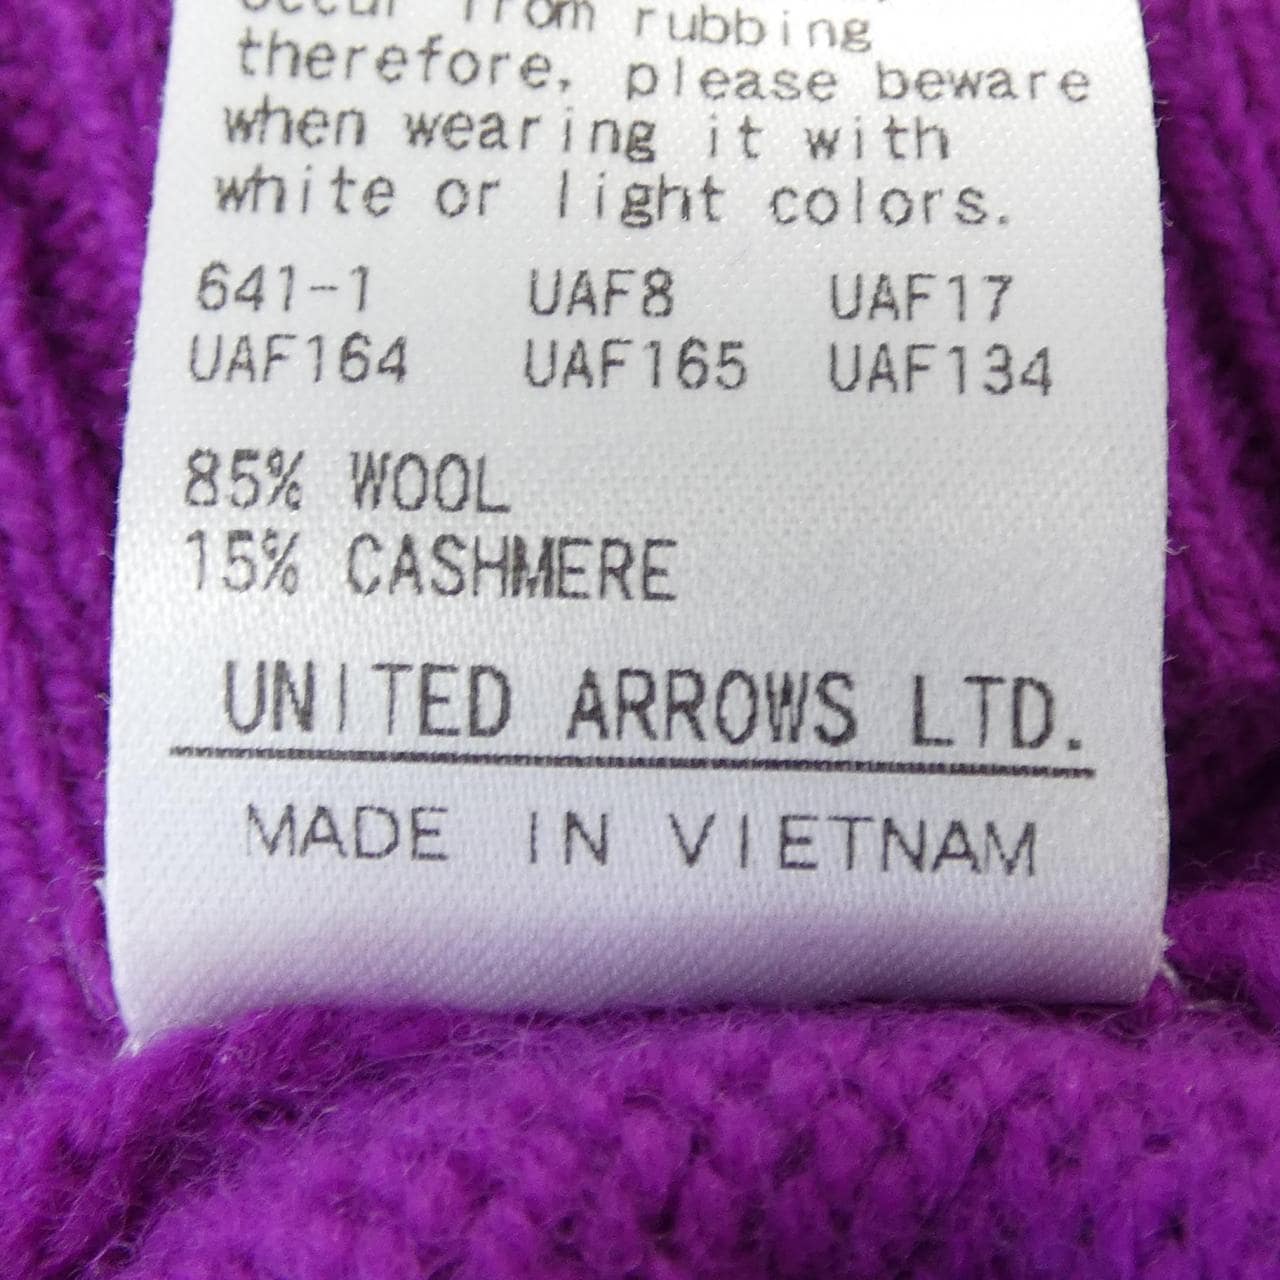 occur from rubbing
therefore, please beware
when wearing it with
white or light colors.
641-1 UAF8 UAF17
UAF164 UAF165 UAF134
85% WOOL
15% CASHMERE
UNITED ARROWS LTD.
MADE IN VIETNAM